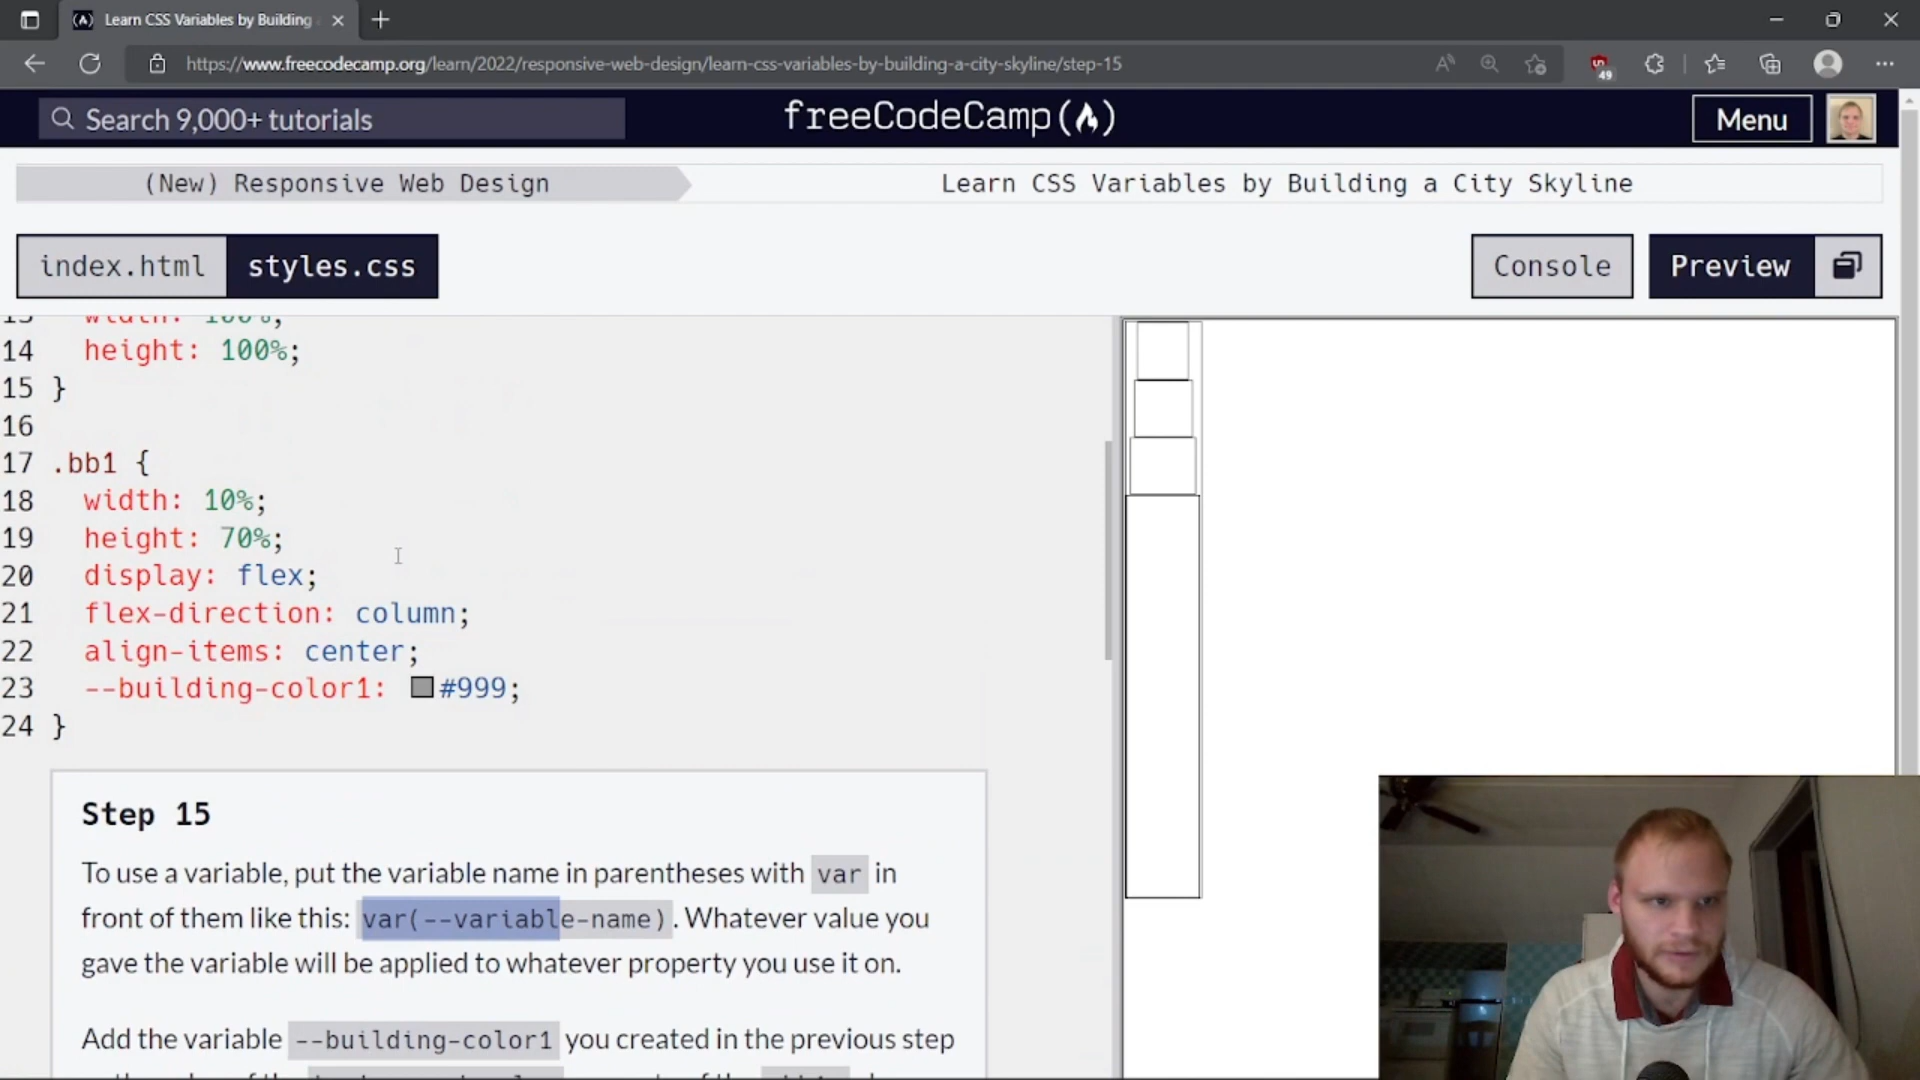 Learn CSS Variables by Building
https://www.freecodecamp.org/learn/2022/responsive-web-design/learn-css-variables-by-building-a-city-skyline/step-15
49
Search 9,000+ tutorials
freeCodeCamp(🔥)
Menu
(New) Responsive Web Design
Learn CSS Variables by Building a City Skyline
index.html
styles.css
Console
Preview
width: 100%;
14 height: 100%;
15 }
16
17 .bb1 {
18 width: 10%;
19 height: 70%;
20 display: flex;
21 flex-direction: column;
22 align-items: center;
23 --building-color1: #999;
24 }
Step 15
To use a variable, put the variable name in parentheses with var in
front of them like this: var(--variable-name). Whatever value you
gave the variable will be applied to whatever property you use it on.
Add the variable --building-color1 you created in the previous step